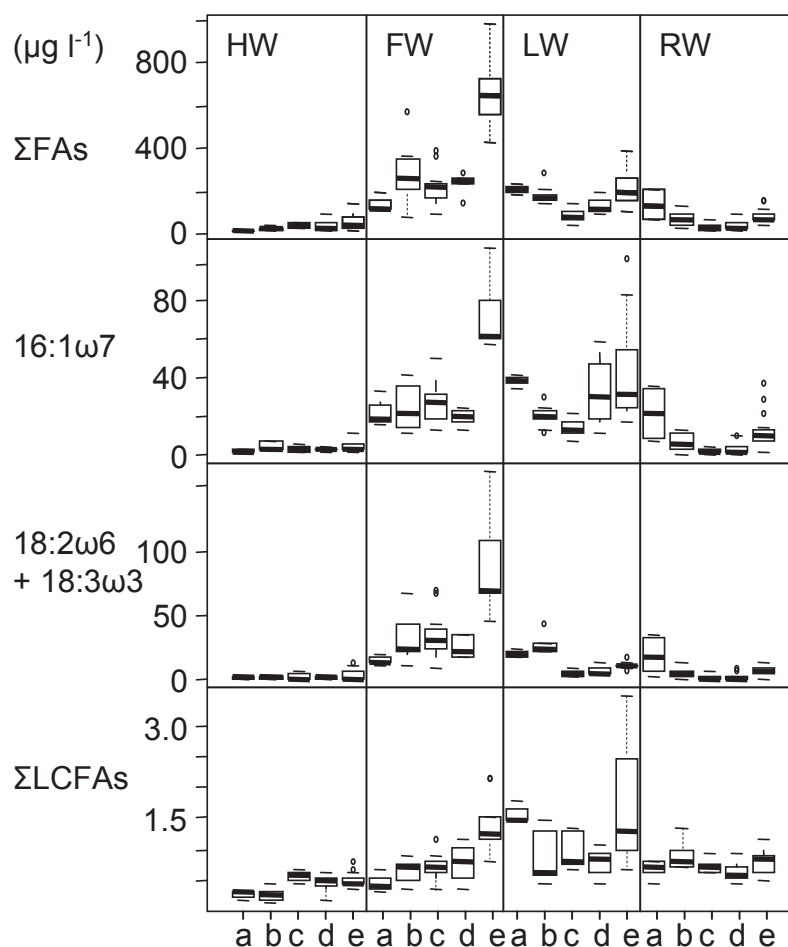 (µg l-1) HW FW LW RW
800
ΣFAs
400
0
80
16:1ω7
40
0
18:2ω6
+ 18:3ω3
100
50
0
3.0
ΣLCFAs
1.5
a b c d e a b c d e a b c d e a b c d e